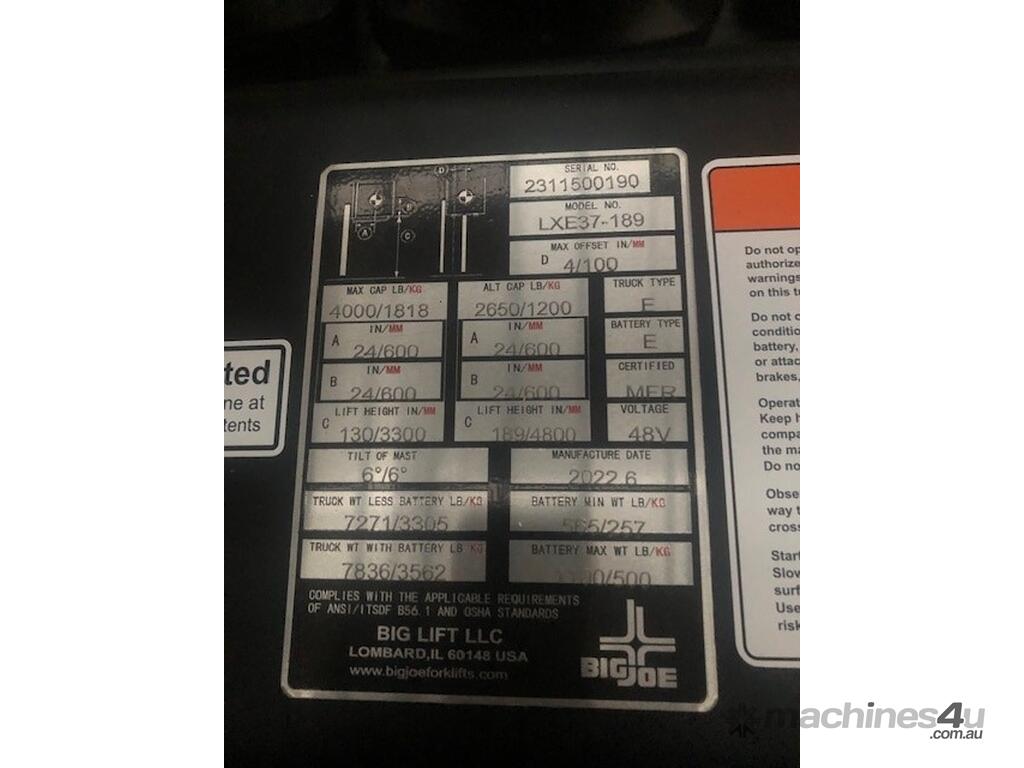 SERIAL NO.
2311500190
MODEL NO.
LXE37-189
MAX OFFSET IN/MM
D 4/100
MAX CAP LB/KG
4000/1818
ALT CAP LB/KG
2650/1200
TRUCK TYPE
E
A IN/MM
24/600
A IN/MM
24/600
BATTERY TYPE
E
B IN/MM
24/600
B IN/MM
24/600
CERTIFIED
MFR
C LIFT HEIGHT IN/MM
130/3300
C LIFT HEIGHT IN/MM
189/4800
VOLTAGE
48V
TILT OF MAST
6°/6°
MANUFACTURE DATE
2022.6
TRUCK WT LESS BATTERY LB/KG
7271/3305
BATTERY MIN WT LB/KG
565/257
TRUCK WT WITH BATTERY LB/KG
7836/3562
BATTERY MAX WT LB/KG
/500
COMPLIES WITH THE APPLICABLE REQUIREMENTS
OF ANSI/ITSDF B56.1 AND OSHA STANDARDS
BIG LIFT LLC
LOMBARD,IL 60148 USA
www.bigjoeforklifts.com
BIG JOE
ted
ne at
tents
Do not op
authorize
warnings
on this tr
Do not o
conditio
battery,
or attac
brakes,
Operat
Keep h
compa
the ma
Do no
Obse
way t
cross
Start
Slow
surf
Use
risk
machines4u
.com.au